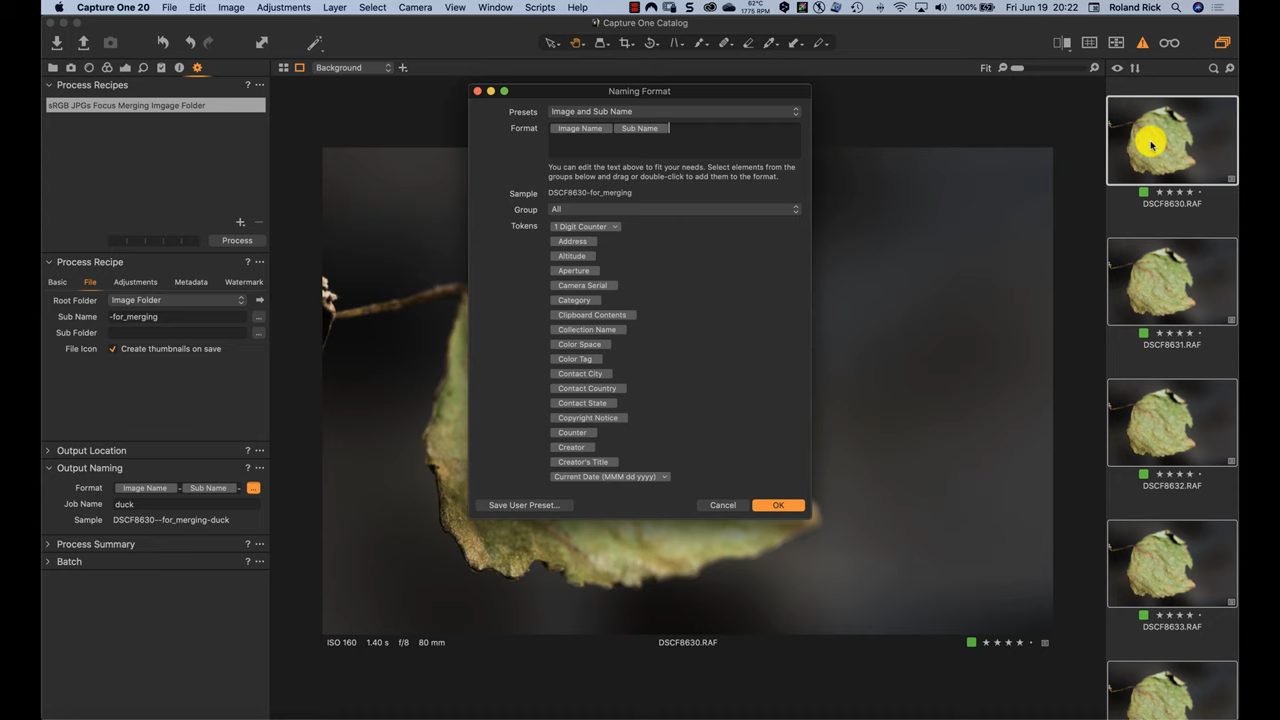 Capture One 20 File Edit Image Adjustments Layer Select Camera View Window Scripts Help 62°C 1775 RPM 100% Fri Jun 19 20:22 Roland Rick
Capture One Catalog
Background Fit
Process Recipes ?
sRGB JPGs Focus Merging Imgage Folder
Process
Process Recipe ?
Basic File Adjustments Metadata Watermark
Root Folder Image Folder
Sub Name -for_merging ...
Sub Folder ...
File Icon Create thumbnails on save
Output Location ?
Output Naming ?
Format Image Name - Sub Name - ...
Job Name duck
Sample DSCF8630--for_merging-duck
Process Summary ?
Batch ?
Naming Format
Presets Image and Sub Name
Format Image Name Sub Name
You can edit the text above to fit your needs. Select elements from the
groups below and drag or double-click to add them to the format.
Sample DSCF8630-for_merging
Group All
Tokens 1 Digit Counter
Address
Altitude
Aperture
Camera Serial
Category
Clipboard Contents
Collection Name
Color Space
Color Tag
Contact City
Contact Country
Contact State
Copyright Notice
Counter
Creator
Creator's Title
Current Date (MMM dd yyyy)
Save User Preset... Cancel OK
ISO 160 1.40 s f/8 80 mm DSCF8630.RAF
DSCF8630.RAF
DSCF8631.RAF
DSCF8632.RAF
DSCF8633.RAF